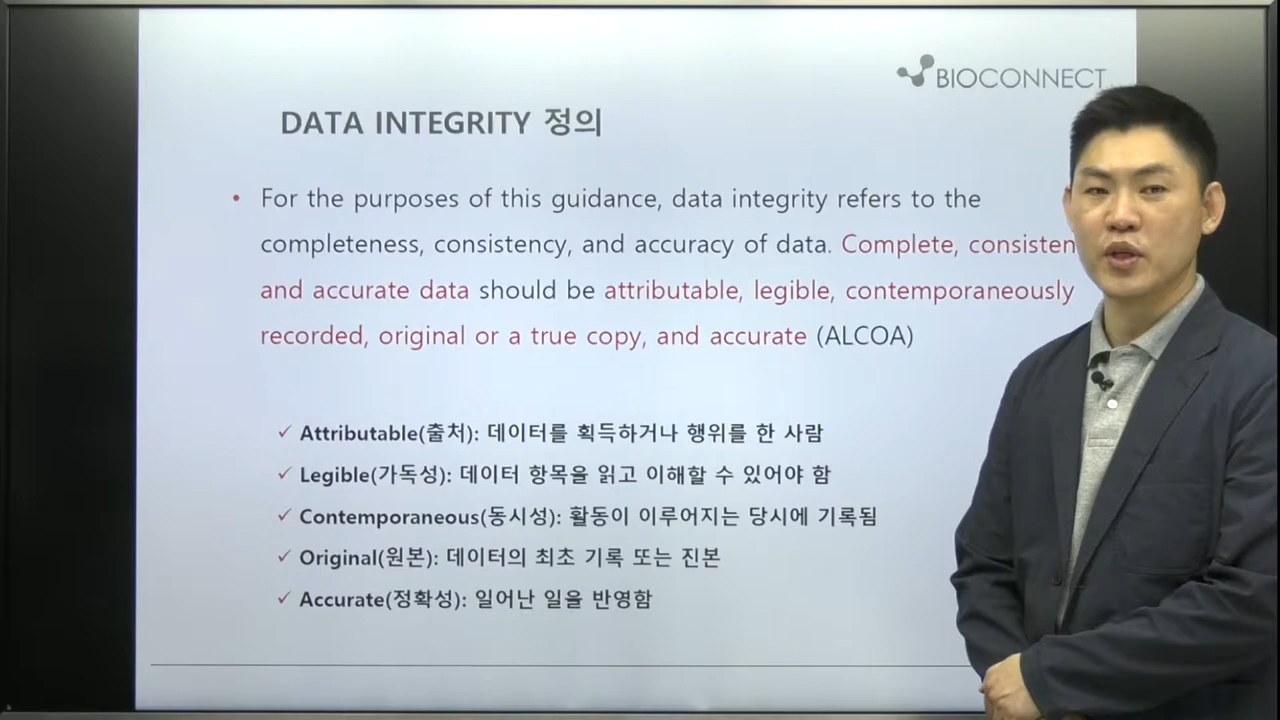 BIOCONNECT
DATA INTEGRITY 정의
• For the purposes of this guidance, data integrity refers to the
completeness, consistency, and accuracy of data. Complete, consisten
and accurate data should be attributable, legible, contemporaneously
recorded, original or a true copy, and accurate (ALCOA)
✓ Attributable(출처): 데이터를 획득하거나 행위를 한 사람
✓ Legible(가독성): 데이터 항목을 읽고 이해할 수 있어야 함
✓ Contemporaneous(동시성): 활동이 이루어지는 당시에 기록됨
✓ Original(원본): 데이터의 최초 기록 또는 진본
✓ Accurate(정확성): 일어난 일을 반영함